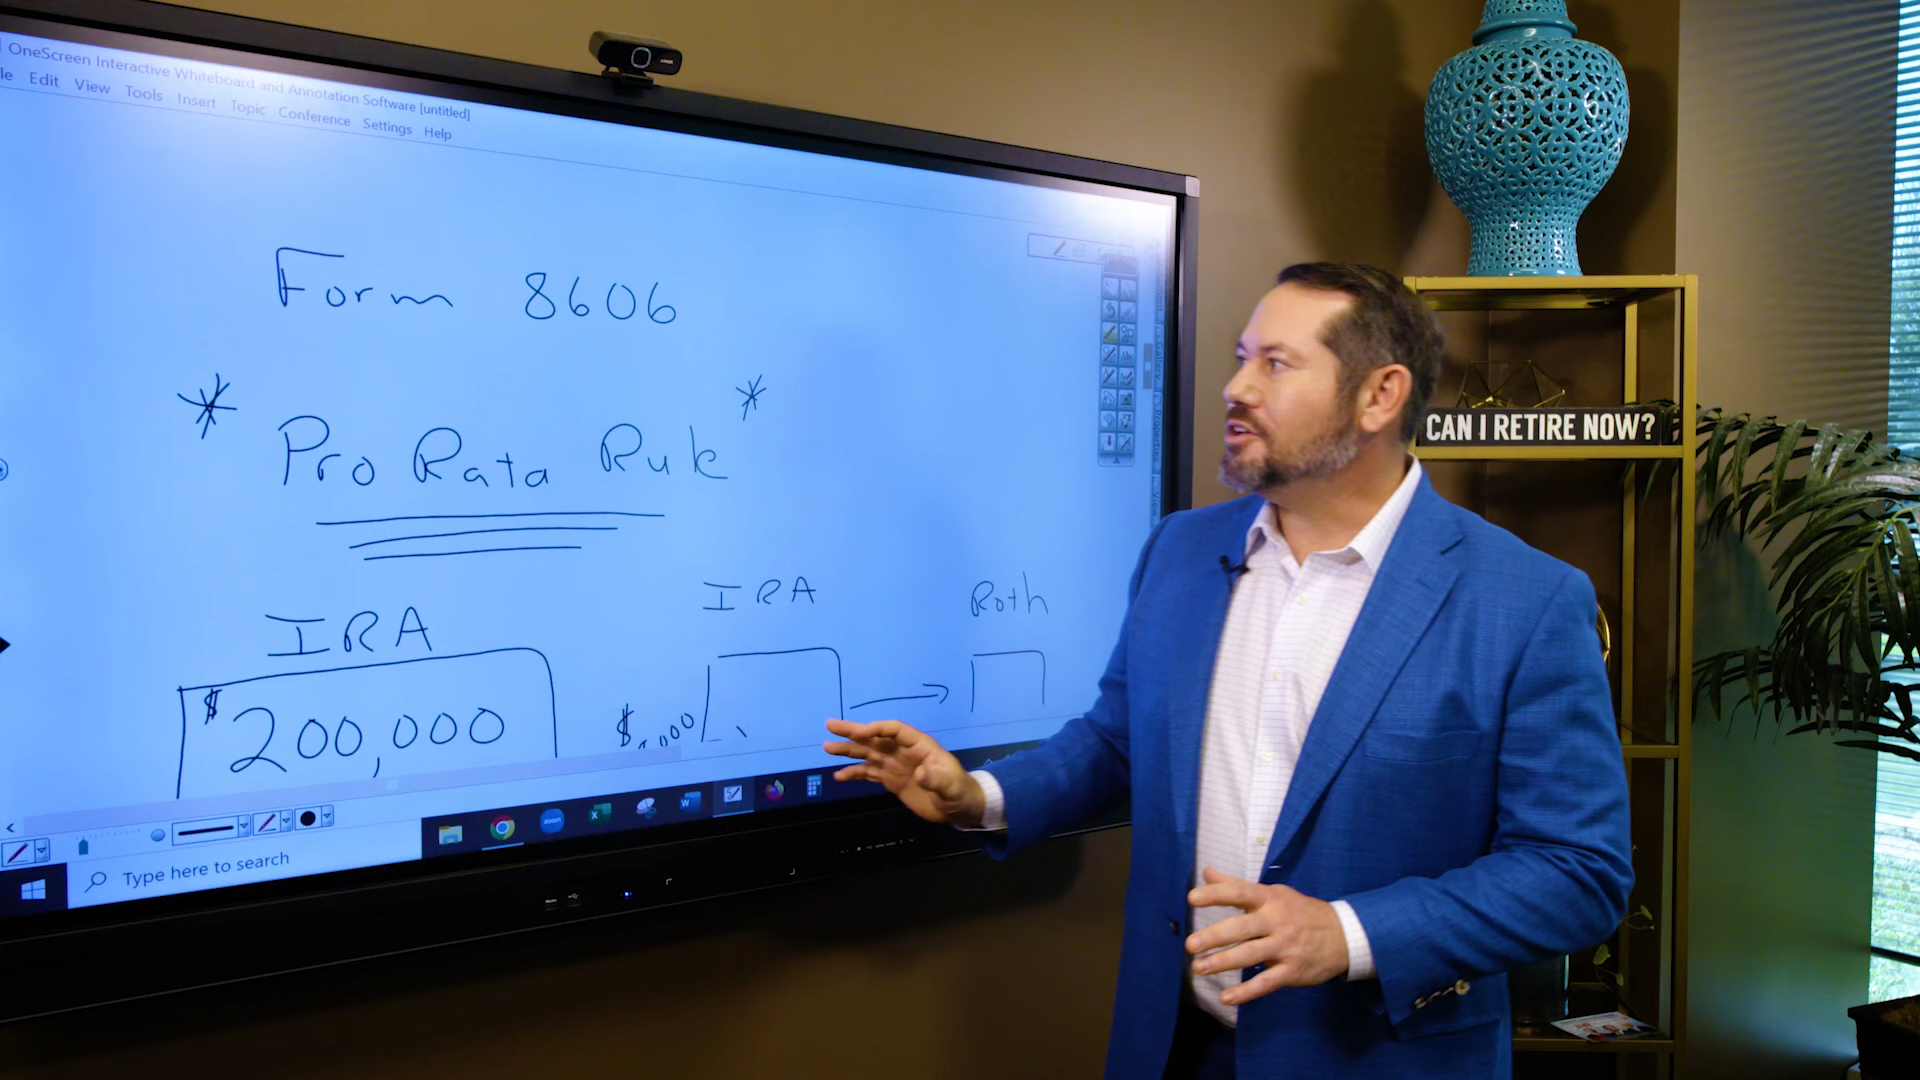 OneScreen Interactive Whiteboard and Annotation Software [untitled]
Edit View Tools Insert Topic Conference Settings Help
Form 8606
* Pro Rata Rule *
IRA
IRA
Roth
$200,000
$
Type here to search
zoom
CAN I RETIRE NOW?